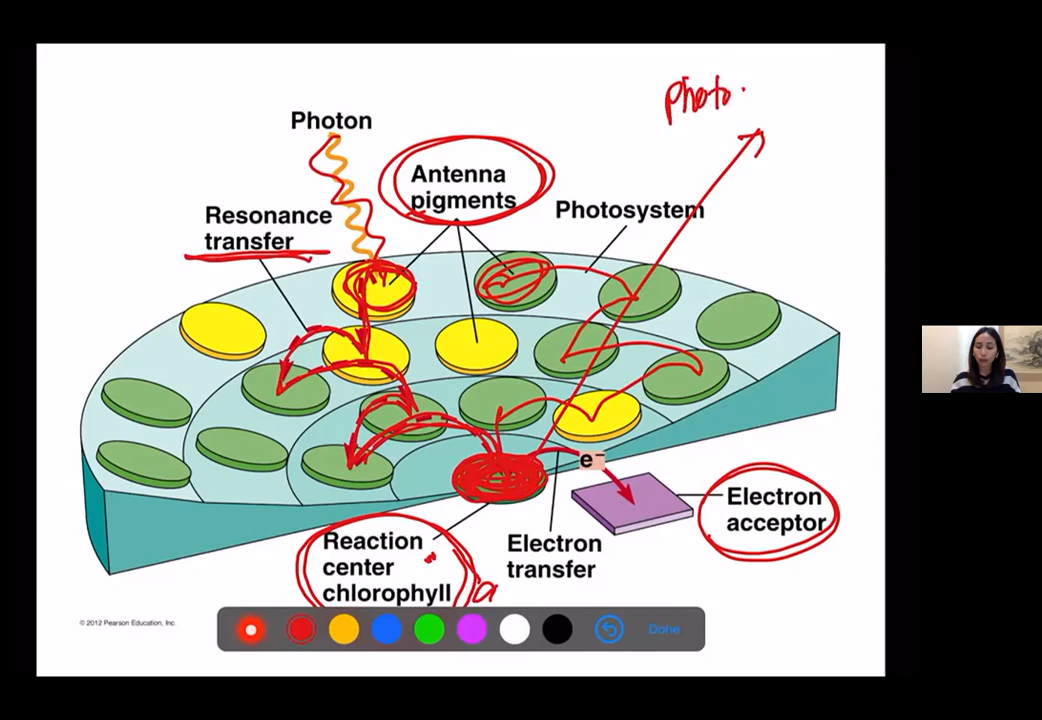 photo.
Photon
Antenna
pigments
Photosystem
Resonance
transfer
e⁻
Electron
acceptor
Reaction
center
chlorophyll a
Electron
transfer
© 2012 Pearson Education, Inc.
Done